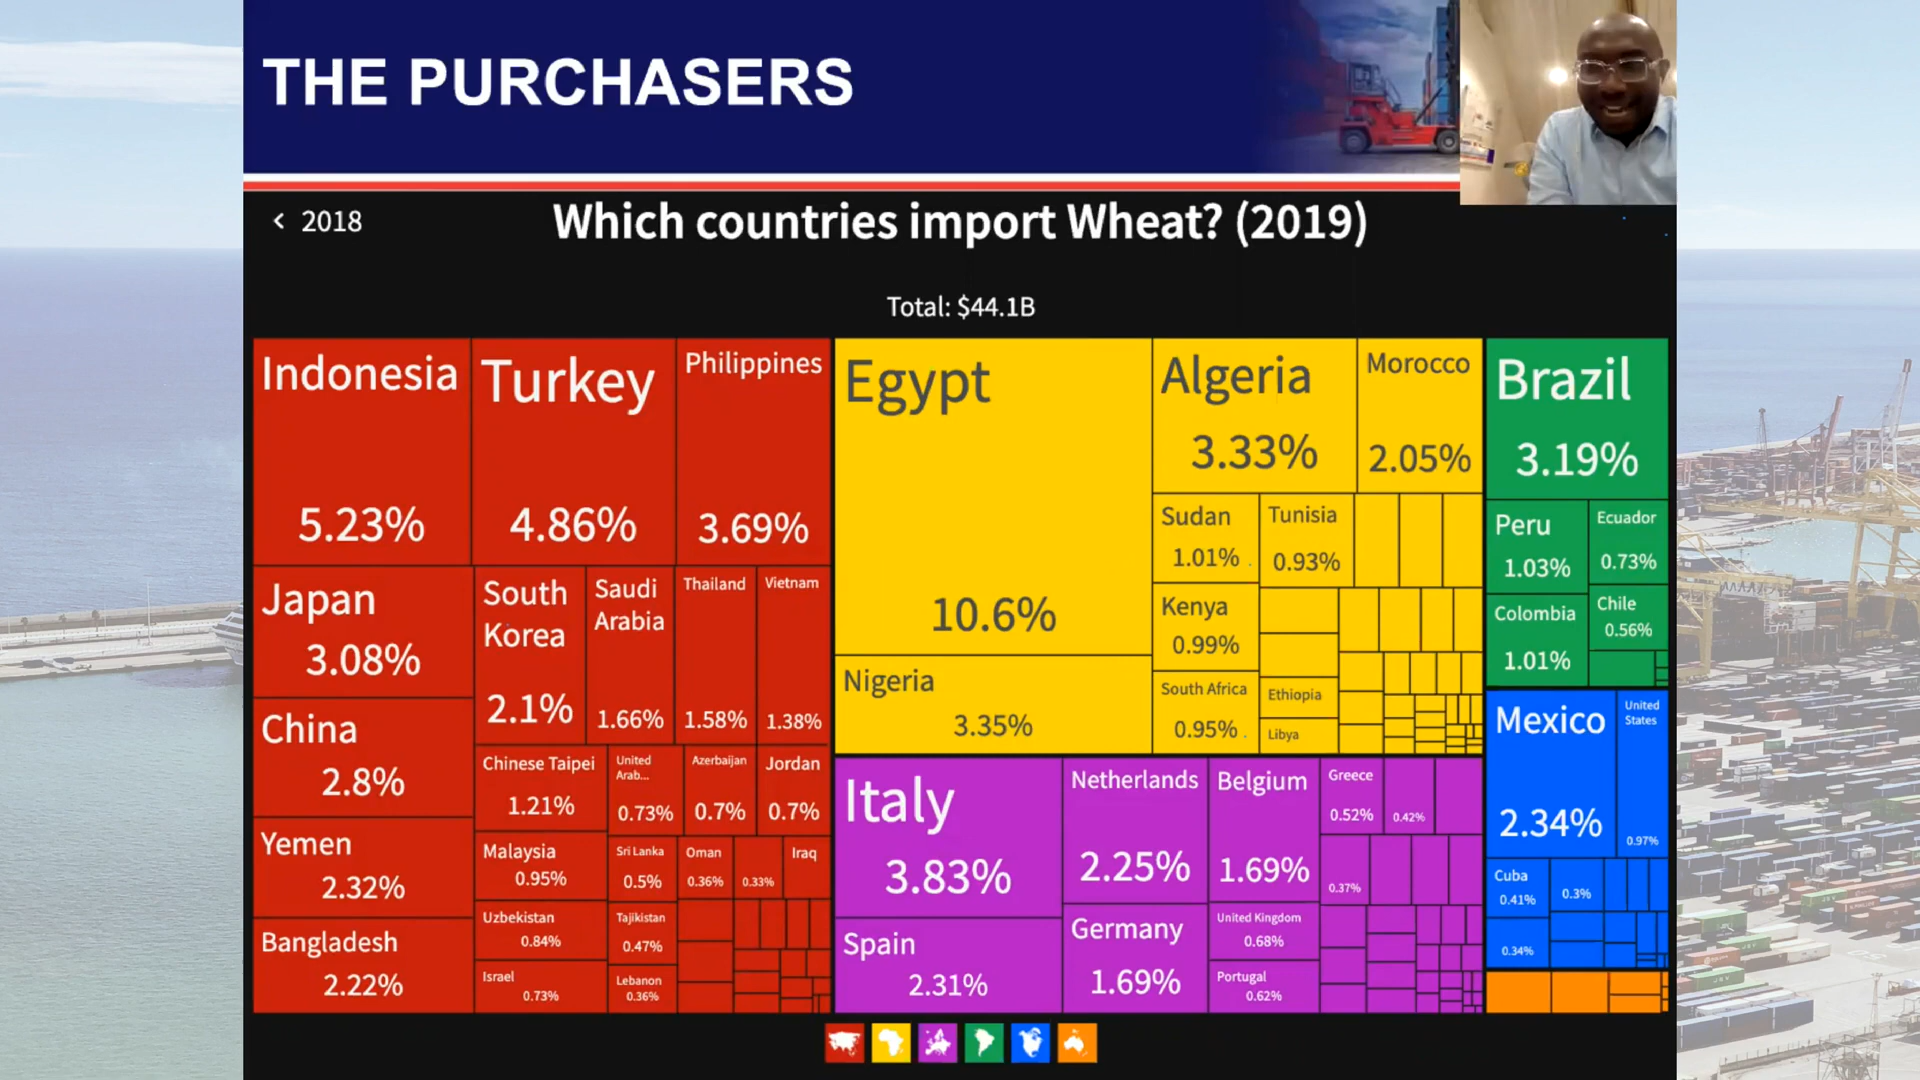 THE PURCHASERS
< 2018
Which countries import Wheat? (2019)
Total: $44.1B
Indonesia
5.23%
Turkey
4.86%
Philippines
3.69%
Japan
3.08%
China
2.8%
Yemen
2.32%
Bangladesh
2.22%
South
Korea
2.1%
Saudi
Arabia
1.66%
Thailand
1.58%
Vietnam
1.38%
Chinese Taipei
1.21%
United
Arab...
0.73%
Azerbaijan
0.7%
Jordan
0.7%
Malaysia
0.95%
Sri Lanka
0.5%
Oman
0.36%
0.33%
Iraq
Uzbekistan
0.84%
Tajikistan
0.47%
Israel
0.73%
Lebanon
0.36%
Egypt
10.6%
Nigeria
3.35%
Algeria
3.33%
Morocco
2.05%
Sudan
1.01%
Tunisia
0.93%
Kenya
0.99%
South Africa
0.95%
Ethiopia
Libya
Italy
3.83%
Spain
2.31%
Netherlands
2.25%
Germany
1.69%
Belgium
1.69%
United Kingdom
0.68%
Portugal
0.62%
Greece
0.52%
0.42%
0.37%
Brazil
3.19%
Peru
1.03%
Ecuador
0.73%
Colombia
1.01%
Chile
0.56%
Mexico
2.34%
United
States
0.97%
Cuba
0.41%
0.3%
0.34%